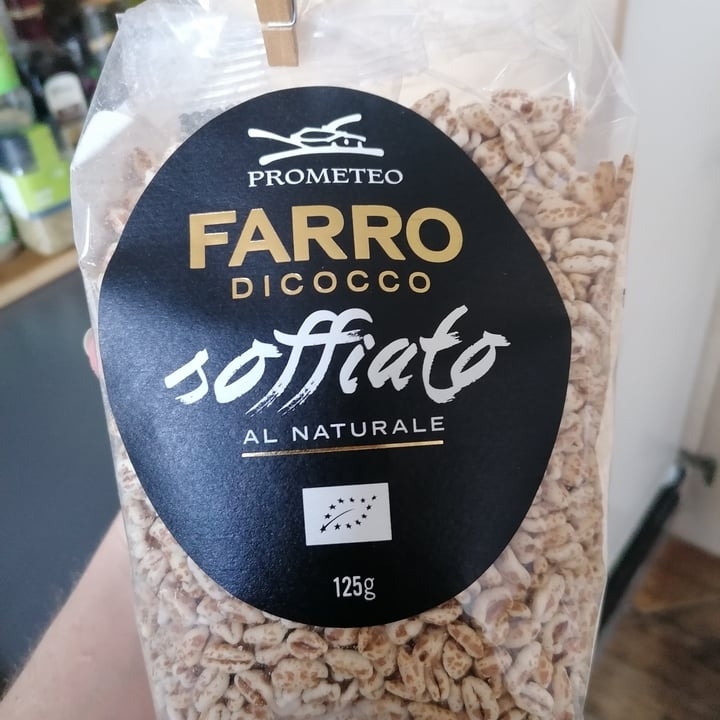 PROMETEO
FARRO
DICOCCO
soffiato
AL NATURALE
125g